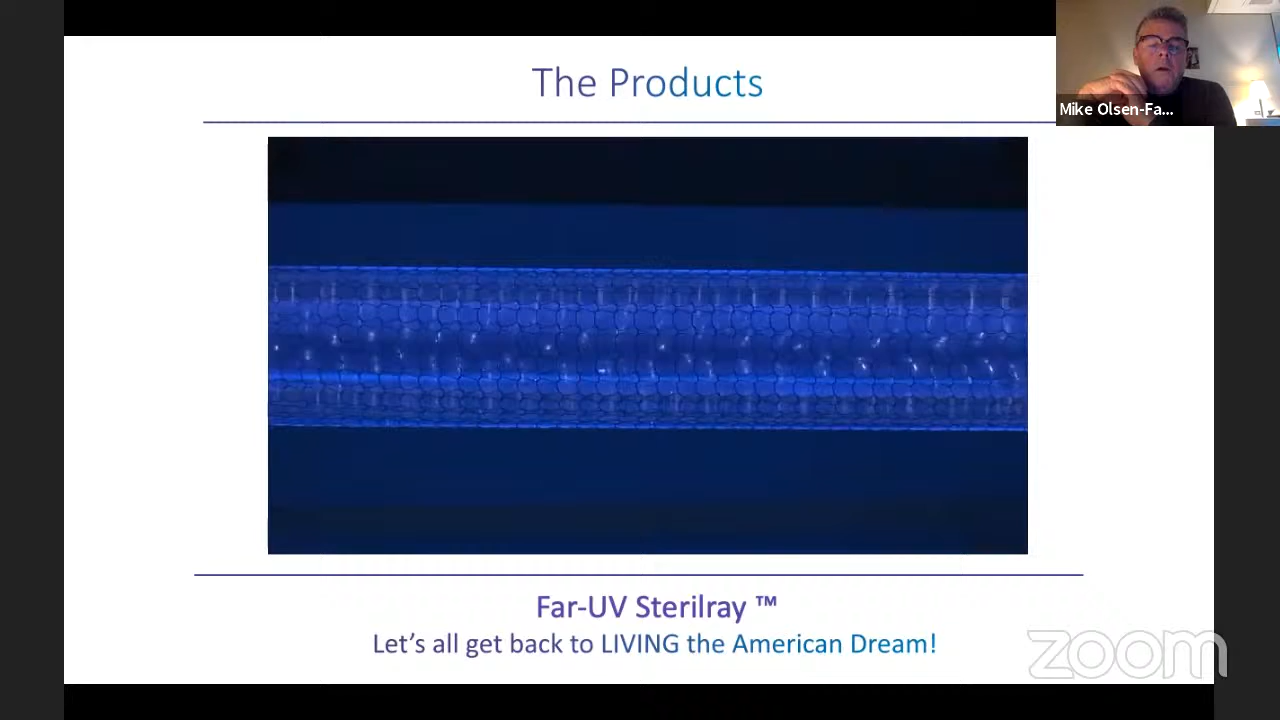 The Products
Mike Olsen-Fa...
Far-UV Sterilray ™
Let's all get back to LIVING the American Dream!
zoom